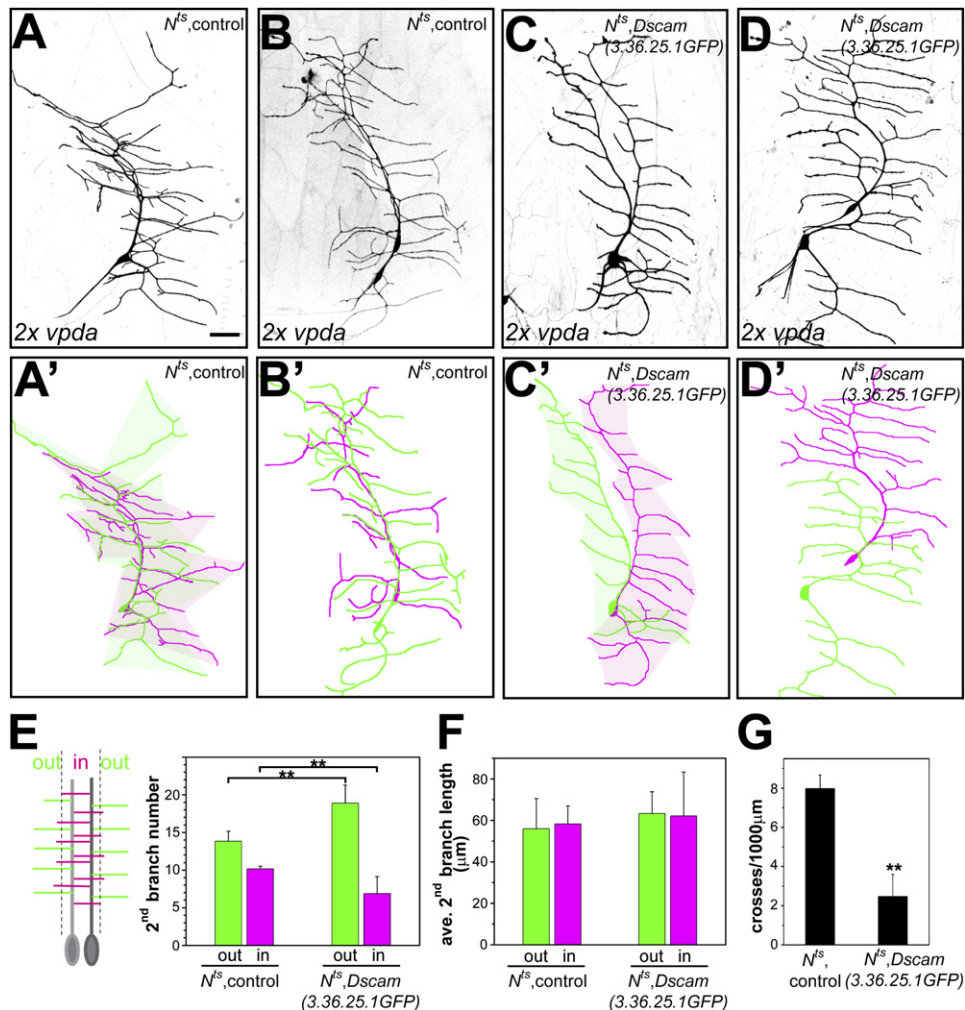 A
N^ts,control
2x vpda
B
N^ts,control
2x vpda
C
N^ts,Dscam
(3.36.25.1GFP)
2x vpda
D
N^ts,Dscam
(3.36.25.1GFP)
2x vpda
A'
N^ts,control
B'
N^ts,control
C'
N^ts,Dscam
(3.36.25.1GFP)
D'
N^ts,Dscam
(3.36.25.1GFP)
E
out in out
2^nd branch number
20
15
10
5
0
**
**
out in out in
N^ts,control N^ts,Dscam
(3.36.25.1GFP)
F
ave. 2^nd branch length
(μm)
80
60
40
20
0
out in out in
N^ts,control N^ts,Dscam
(3.36.25.1GFP)
G
crosses/1000μm
8
6
4
2
0
**
N^ts, N^ts,Dscam
control (3.36.25.1GFP)